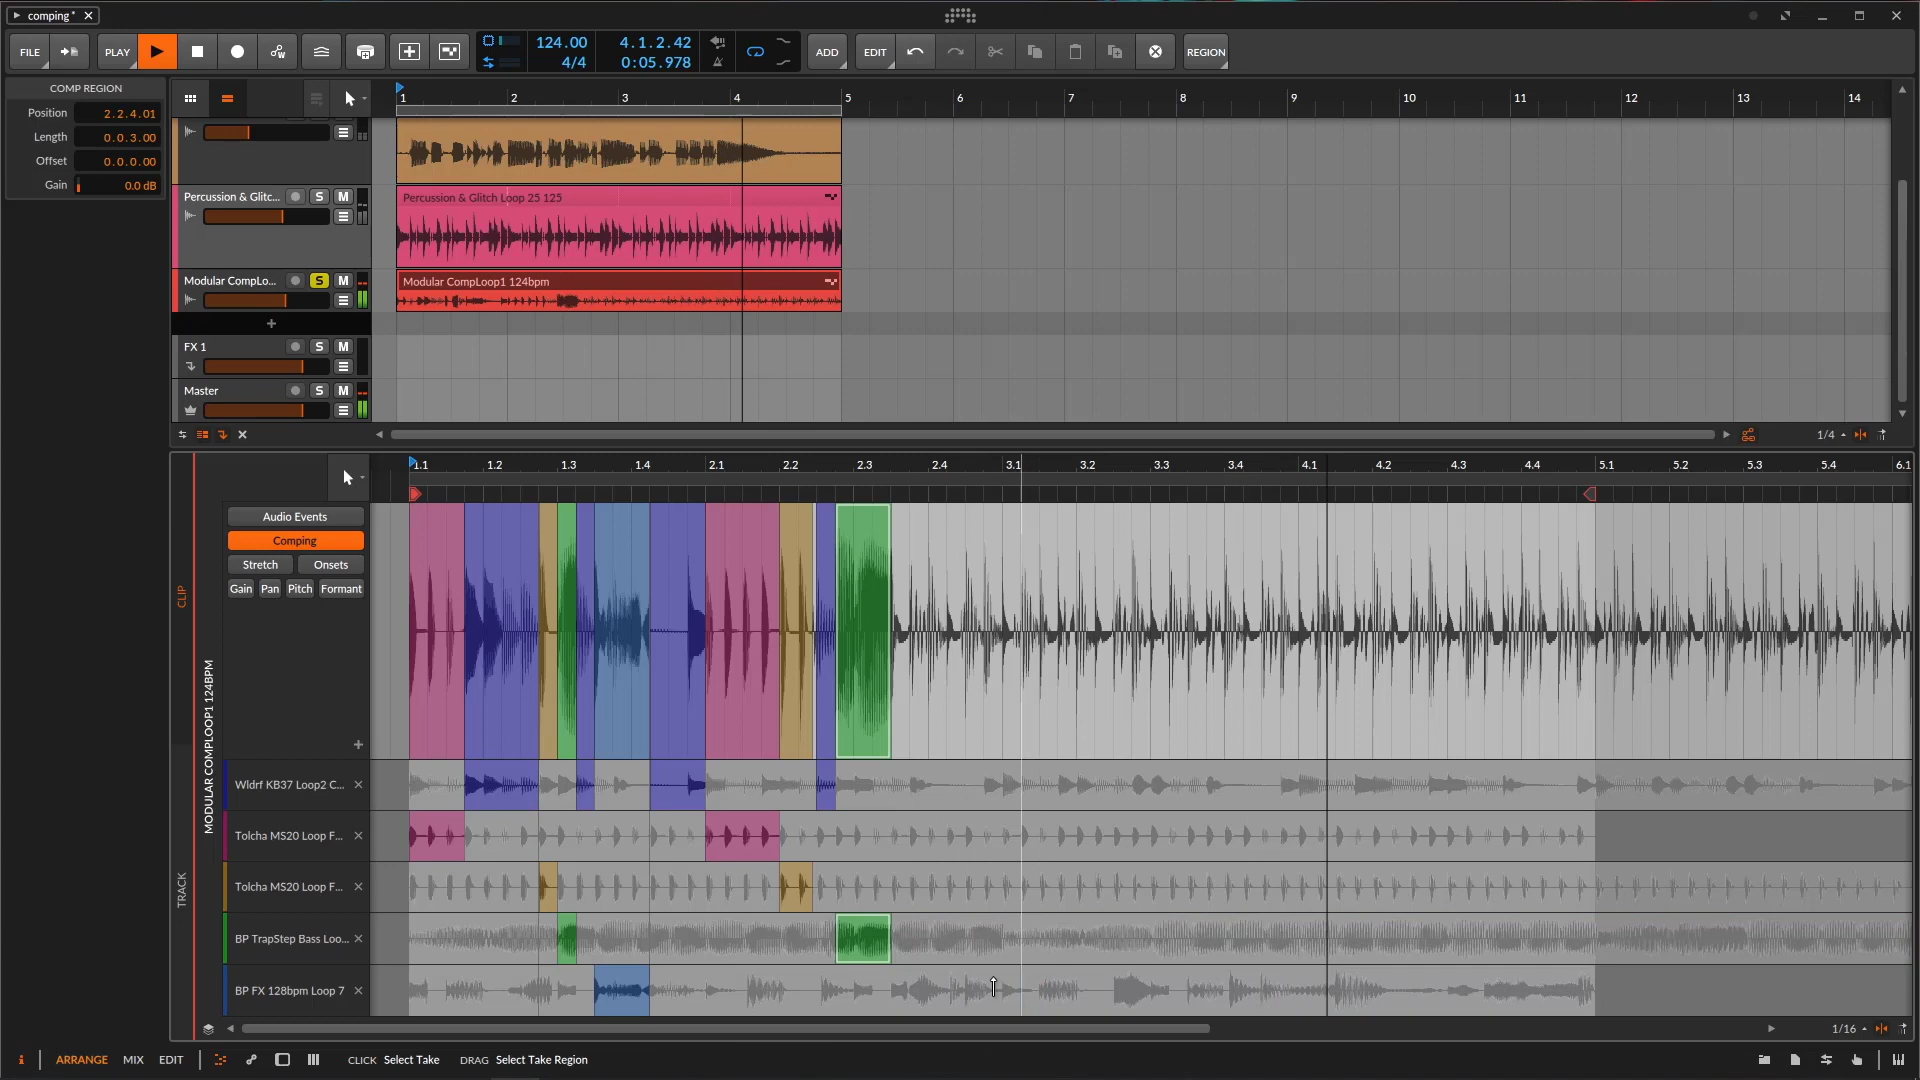 comping*
FILE
PLAY
124.00
4/4
4.1.2.42
0:05.978
ADD
EDIT
REGION
COMP REGION
Position 2.2.4.01
Length 0.0.3.00
Offset 0.0.0.00
Gain 0.0 dB
1 2 3 4 5 6 7 8 9 10 11 12 13 14
Percussion & Glitc... S M
Percussion & Glitch Loop 25 125
Modular CompLo... S M
Modular CompLoop1 124bpm
+
FX 1 S M
Master S M
1/4
1.1 1.2 1.3 1.4 2.1 2.2 2.3 2.4 3.1 3.2 3.3 3.4 4.1 4.2 4.3 4.4 5.1 5.2 5.3 5.4 6.1
CLIP
TRACK
MODULAR COMPLOOP1 124BPM
Audio Events
Comping
Stretch Onsets
Gain Pan Pitch Formant
+
Wldrf KB37 Loop2 C...
Tolcha MS20 Loop F...
Tolcha MS20 Loop F...
BP TrapStep Bass Loo...
BP FX 128bpm Loop 7
1/16
i ARRANGE MIX EDIT CLICK Select Take DRAG Select Take Region